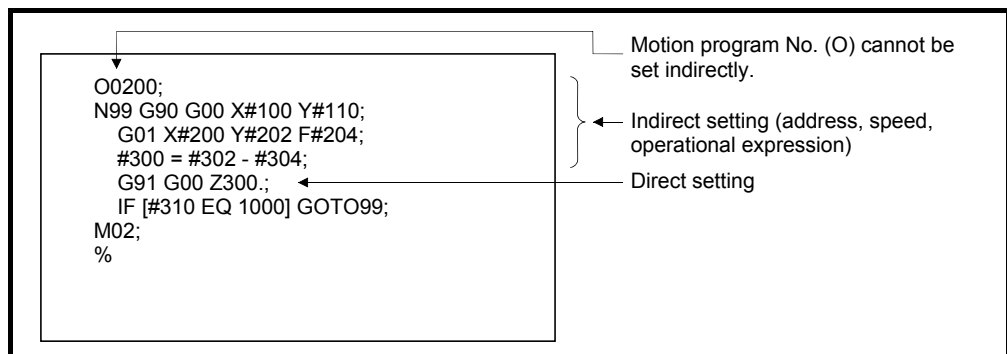 O0200;
N99 G90 G00 X#100 Y#110;
G01 X#200 Y#202 F#204;
#300 = #302 - #304;
G91 G00 Z300.;
IF [#310 EQ 1000] GOTO99;
M02;
%
Motion program No. (O) cannot be
set indirectly.
Indirect setting (address, speed,
operational expression)
Direct setting